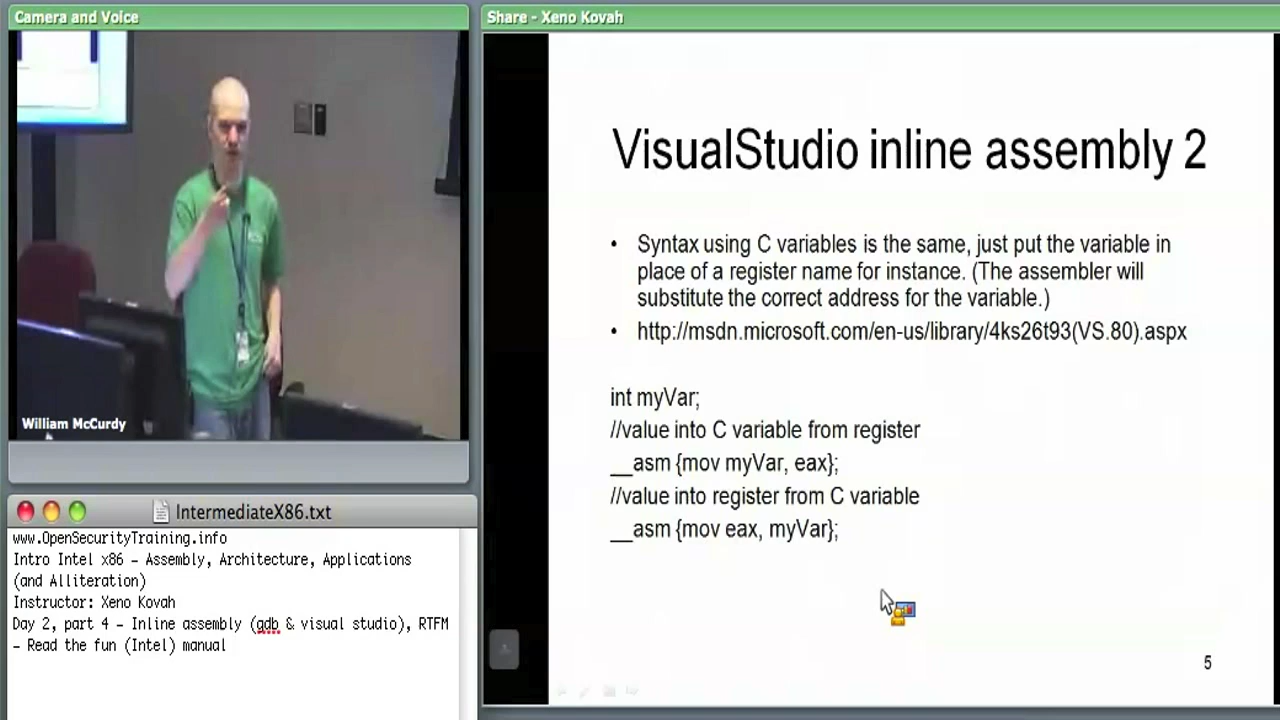 Camera and Voice
William McCurdy
IntermediateX86.txt
www.OpenSecurityTraining.info
Intro Intel x86 – Assembly, Architecture, Applications
(and Alliteration)
Instructor: Xeno Kovah
Day 2, part 4 – Inline assembly (gdb & visual studio), RTFM
– Read the fun (Intel) manual
Share - Xeno Kovah
VisualStudio inline assembly 2
• Syntax using C variables is the same, just put the variable in
place of a register name for instance. (The assembler will
substitute the correct address for the variable.)
• http://msdn.microsoft.com/en-us/library/4ks26t93(VS.80).aspx
int myVar;
//value into C variable from register
__asm {mov myVar, eax};
//value into register from C variable
__asm {mov eax, myVar};
5